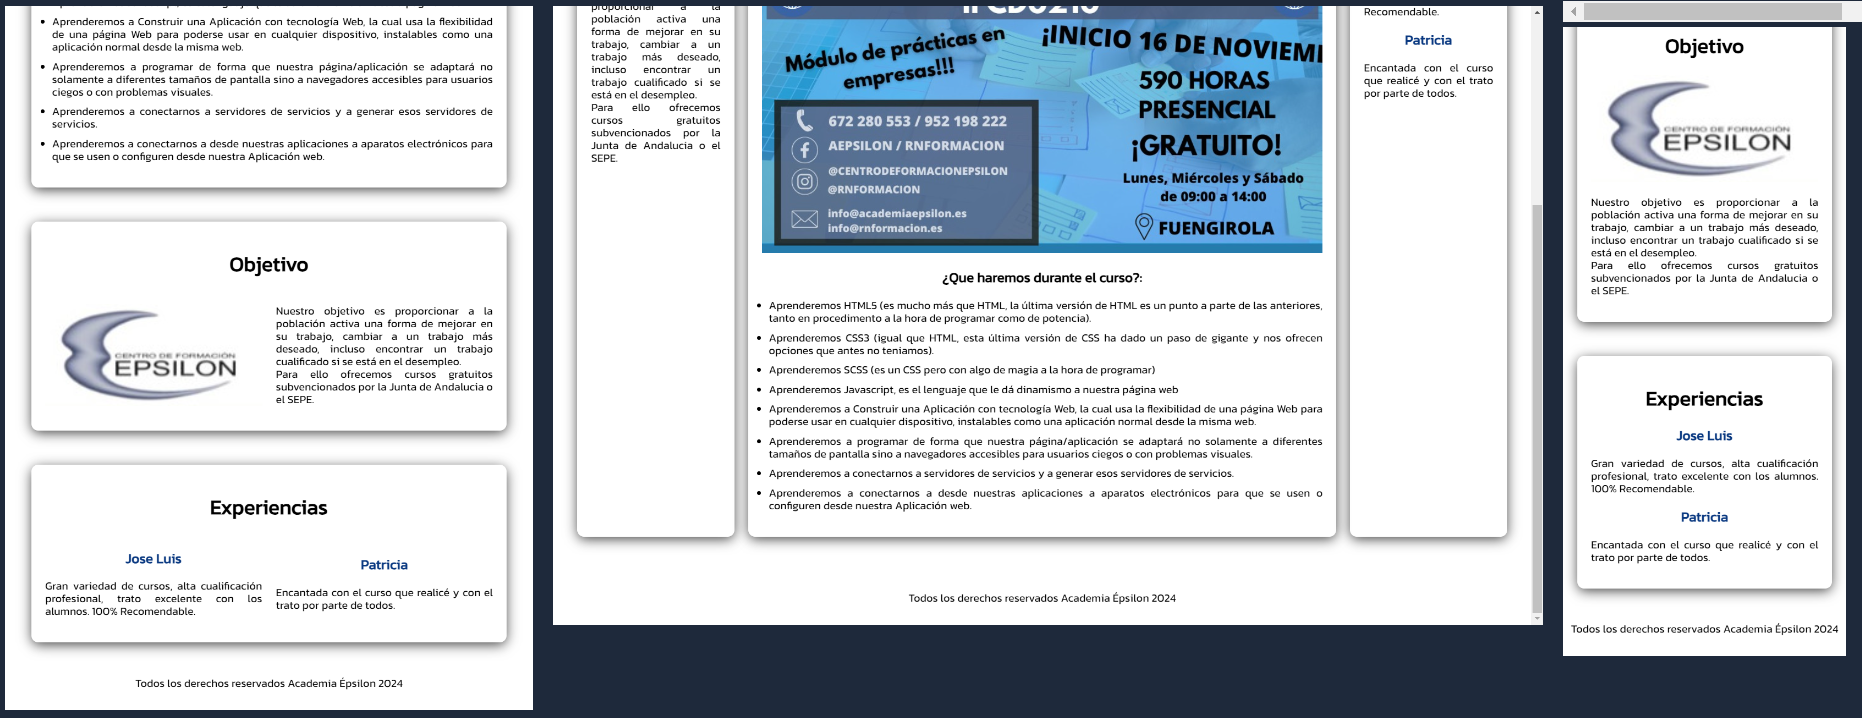 Aprenderemos a Construir una Aplicación con tecnología Web, la cual usa la flexibilidad
de una página Web para poderse usar en cualquier dispositivo, instalables como una
aplicación normal desde la misma web.
Aprenderemos a programar de forma que nuestra página/aplicación se adaptará no
solamente a diferentes tamaños de pantalla sino a navegadores accesibles para usuarios
ciegos o con problemas visuales.
Aprenderemos a conectarnos a servidores de servicios y a generar esos servidores de
servicios.
Aprenderemos a conectarnos a desde nuestras aplicaciones a aparatos electrónicos para
que se usen o configuren desde nuestra Aplicación web.
Objetivo
CENTRO DE FORMACIÓN
EPSILON
Nuestro objetivo es proporcionar a la
población activa una forma de mejorar en
su trabajo, cambiar a un trabajo más
deseado, incluso encontrar un trabajo
cualificado si se está en el desempleo.
Para ello ofrecemos cursos gratuitos
subvencionados por la Junta de Andalucia o
el SEPE.
Experiencias
Jose Luis
Gran variedad de cursos, alta cualificación
profesional, trato excelente con los
alumnos. 100% Recomendable.
Patricia
Encantada con el curso que realicé y con el
trato por parte de todos.
Todos los derechos reservados Academia Épsilon 2024
proporcionar a la
población activa una
forma de mejorar en su
trabajo, cambiar a un
trabajo más deseado,
incluso encontrar un
trabajo cualificado si se
está en el desempleo.
Para ello ofrecemos
cursos gratuitos
subvencionados por la
Junta de Andalucia o el
SEPE.
IFCD0210
Módulo de prácticas en
empresas!!!
¡INICIO 16 DE NOVIEM
590 HORAS
PRESENCIAL
¡GRATUITO!
Lunes, Miércoles y Sábado
de 09:00 a 14:00
FUENGIROLA
672 280 553 / 952 198 222
AEPSILON / RNFORMACION
@CENTRODEFORMACIONEPSILON
@RNFORMACION
info@academiaepsilon.es
info@rnformacion.es
¿Que haremos durante el curso?:
Aprenderemos HTML5 (es mucho más que HTML, la última versión de HTML es un punto a parte de las anteriores,
tanto en procedimento a la hora de programar como de potencia).
Aprenderemos CSS3 (igual que HTML, esta última versión de CSS ha dado un paso de gigante y nos ofrecen
opciones que antes no teniamos).
Aprenderemos SCSS (es un CSS pero con algo de magia a la hora de programar)
Aprenderemos Javascript, es el lenguaje que le dá dinamismo a nuestra página web
Aprenderemos a Construir una Aplicación con tecnología Web, la cual usa la flexibilidad de una página Web para
poderse usar en cualquier dispositivo, instalables como una aplicación normal desde la misma web.
Aprenderemos a programar de forma que nuestra página/aplicación se adaptará no solamente a diferentes
tamaños de pantalla sino a navegadores accesibles para usuarios ciegos o con problemas visuales.
Aprenderemos a conectarnos a servidores de servicios y a generar esos servidores de servicios.
Aprenderemos a conectarnos a desde nuestras aplicaciones a aparatos electrónicos para que se usen o
configuren desde nuestra Aplicación web.
Recomendable.
Patricia
Encantada con el curso
que realicé y con el trato
por parte de todos.
Todos los derechos reservados Academia Épsilon 2024
Objetivo
CENTRO DE FORMACIÓN
EPSILON
Nuestro objetivo es proporcionar a la
población activa una forma de mejorar en su
trabajo, cambiar a un trabajo más deseado,
incluso encontrar un trabajo cualificado si se
está en el desempleo.
Para ello ofrecemos cursos gratuitos
subvencionados por la Junta de Andalucia o
el SEPE.
Experiencias
Jose Luis
Gran variedad de cursos, alta cualificación
profesional, trato excelente con los alumnos.
100% Recomendable.
Patricia
Encantada con el curso que realicé y con el
trato por parte de todos.
Todos los derechos reservados Academia Épsilon 2024